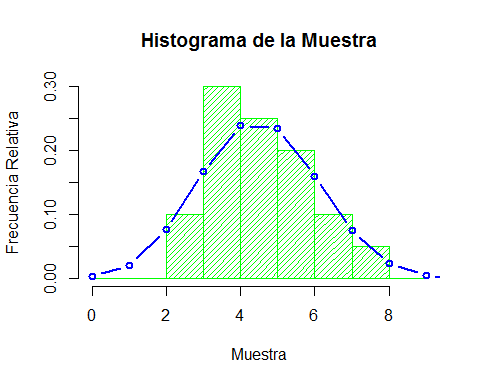 Histograma de la Muestra
Frecuencia Relativa
0.30
0.20
0.10
0.00
0 2 4 6 8
Muestra